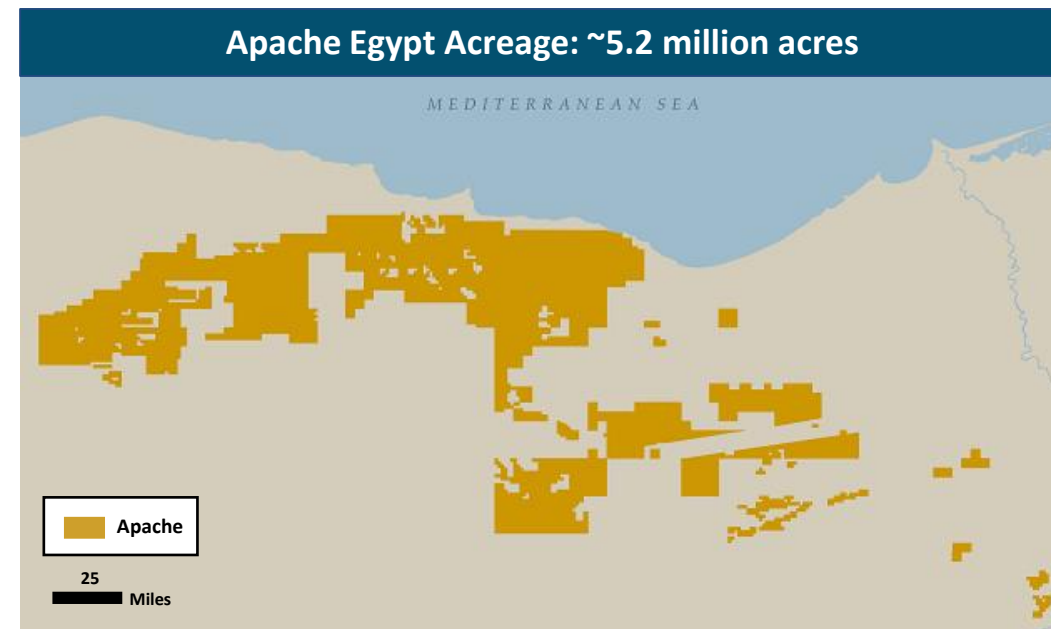 Apache Egypt Acreage: ~5.2 million acres
MEDITERRANEAN SEA
Apache
25
Miles